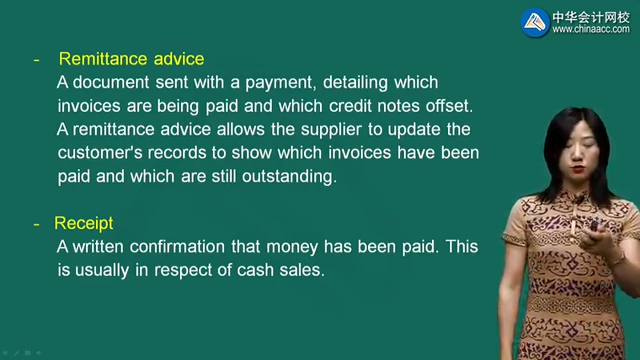 中华会计网校
www.chinaacc.com
- Remittance advice
A document sent with a payment, detailing which
invoices are being paid and which credit notes offset.
A remittance advice allows the supplier to update the
customer's records to show which invoices have been
paid and which are still outstanding.
- Receipt
A written confirmation that money has been paid. This
is usually in respect of cash sales.